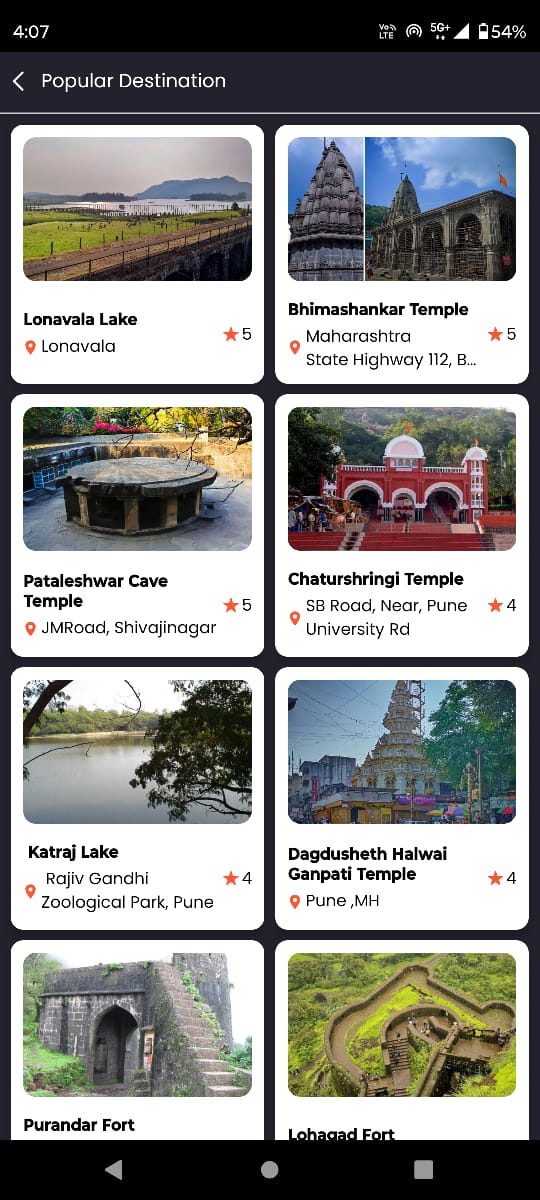 4:07
Vo LTE 5G+ 54%
Popular Destination
Lonavala Lake
Lonavala
5
Bhimashankar Temple
Maharashtra
State Highway 112, B...
5
Pataleshwar Cave
Temple
JMRoad, Shivajinagar
5
Chaturshringi Temple
SB Road, Near, Pune
University Rd
4
Katraj Lake
Rajiv Gandhi
Zoological Park, Pune
4
Dagdusheth Halwai
Ganpati Temple
Pune ,MH
4
Purandar Fort
Lohagad Fort